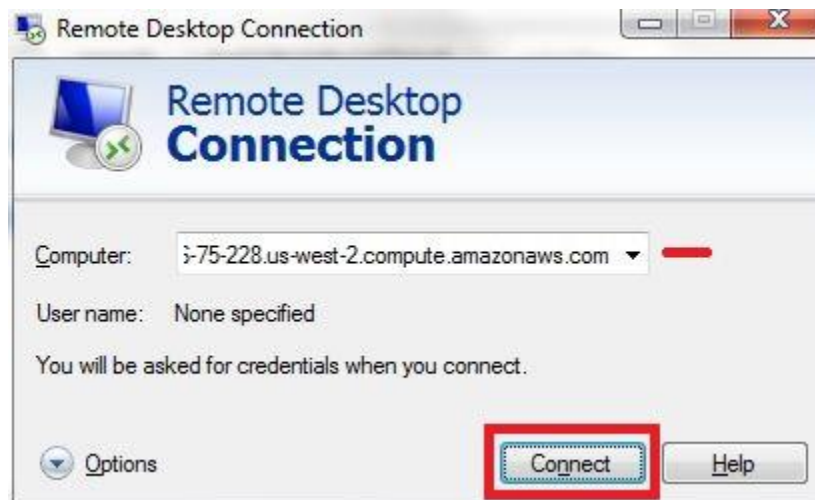 Remote Desktop Connection
Remote Desktop
Connection
Computer: -75-228.us-west-2.compute.amazonaws.com
User name: None specified
You will be asked for credentials when you connect.
Options Connect Help